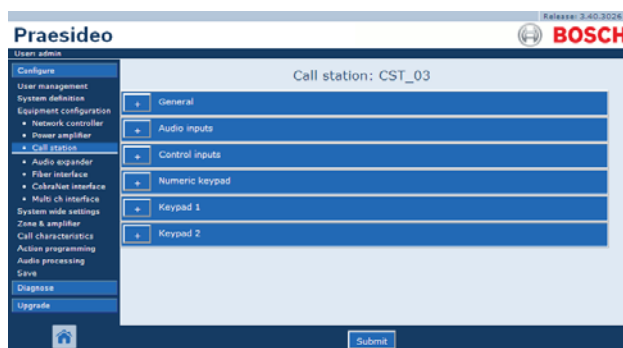 Release: 3.40.3026
Praesideo
BOSCH
User: admin
Configure
User management
System definition
Equipment configuration
• Network controller
• Power amplifier
• Call station
• Audio expander
• Fiber interface
• CobraNet interface
• Multi ch interface
System wide settings
Zone & amplifier
Call characteristics
Action programming
Audio processing
Save
Diagnose
Upgrade
Call station: CST_03
+ General
+ Audio inputs
+ Control inputs
+ Numeric keypad
+ Keypad 1
+ Keypad 2
Submit